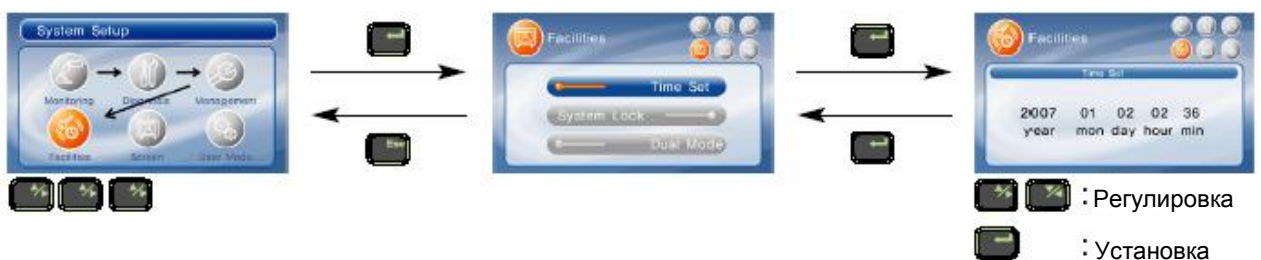 System Setup
Monitoring Diagnosis Management
Facilities Screen User Mode
Esc
Facilities
Time Set
System Lock
Dual Mode
Facilities
Time Set
2007 01 02 02 36
year mon day hour min
: Регулировка
: Установка